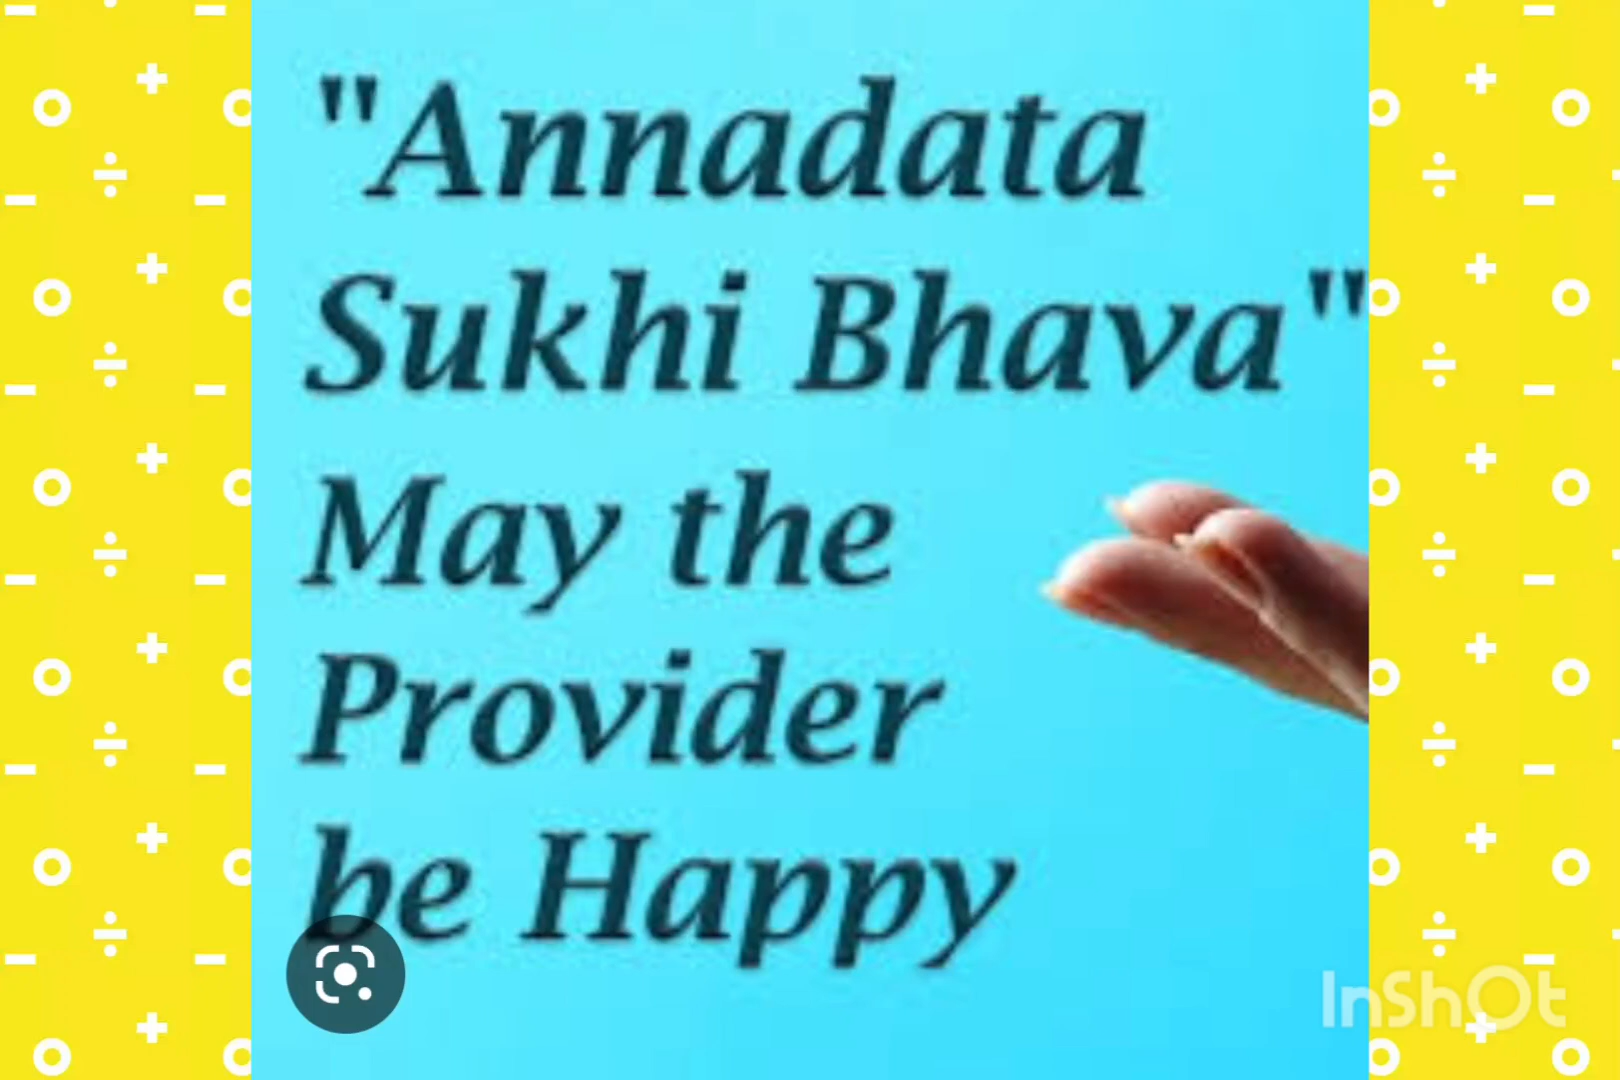 "Annadata
Sukhi Bhava"
May the
Provider
be Happy
InShOt